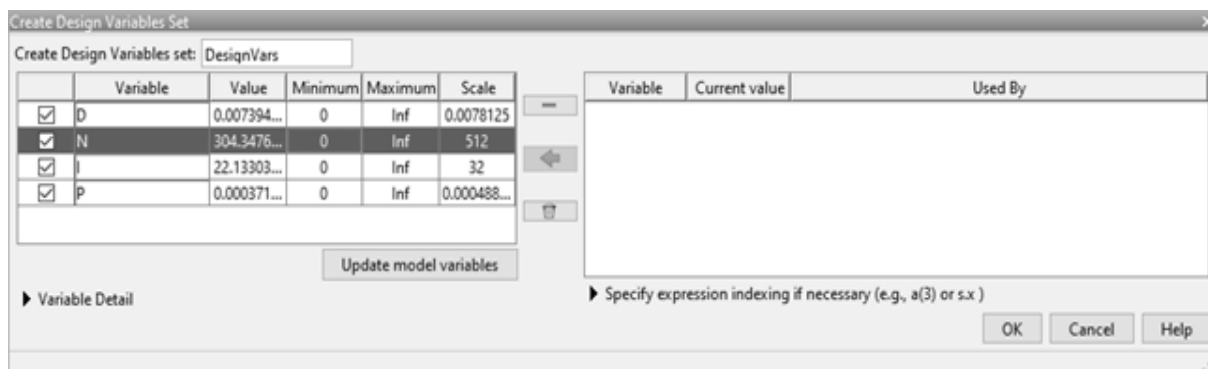 Create Design Variables Set
Create Design Variables set: DesignVars
Variable Value Minimum Maximum Scale
D 0.007394... 0 Inf 0.0078125
N 304.3476... 0 Inf 512
I 22.13303... 0 Inf 32
P 0.000371... 0 Inf 0.000488...
Update model variables
Variable Detail
Variable Current value Used By
Specify expression indexing if necessary (e.g., a(3) or s.x )
OK Cancel Help